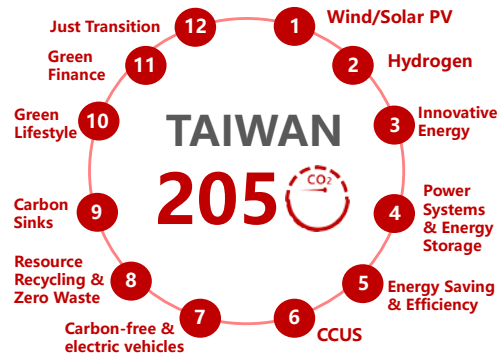 TAIWAN
205
CO2
1
Wind/Solar PV
2
Hydrogen
3
Innovative
Energy
4
Power
Systems
& Energy
Storage
5
Energy Saving
& Efficiency
6
CCUS
7
Carbon-free &
electric vehicles
8
Resource
Recycling &
Zero Waste
9
Carbon
Sinks
10
Green
Lifestyle
11
Green
Finance
12
Just Transition